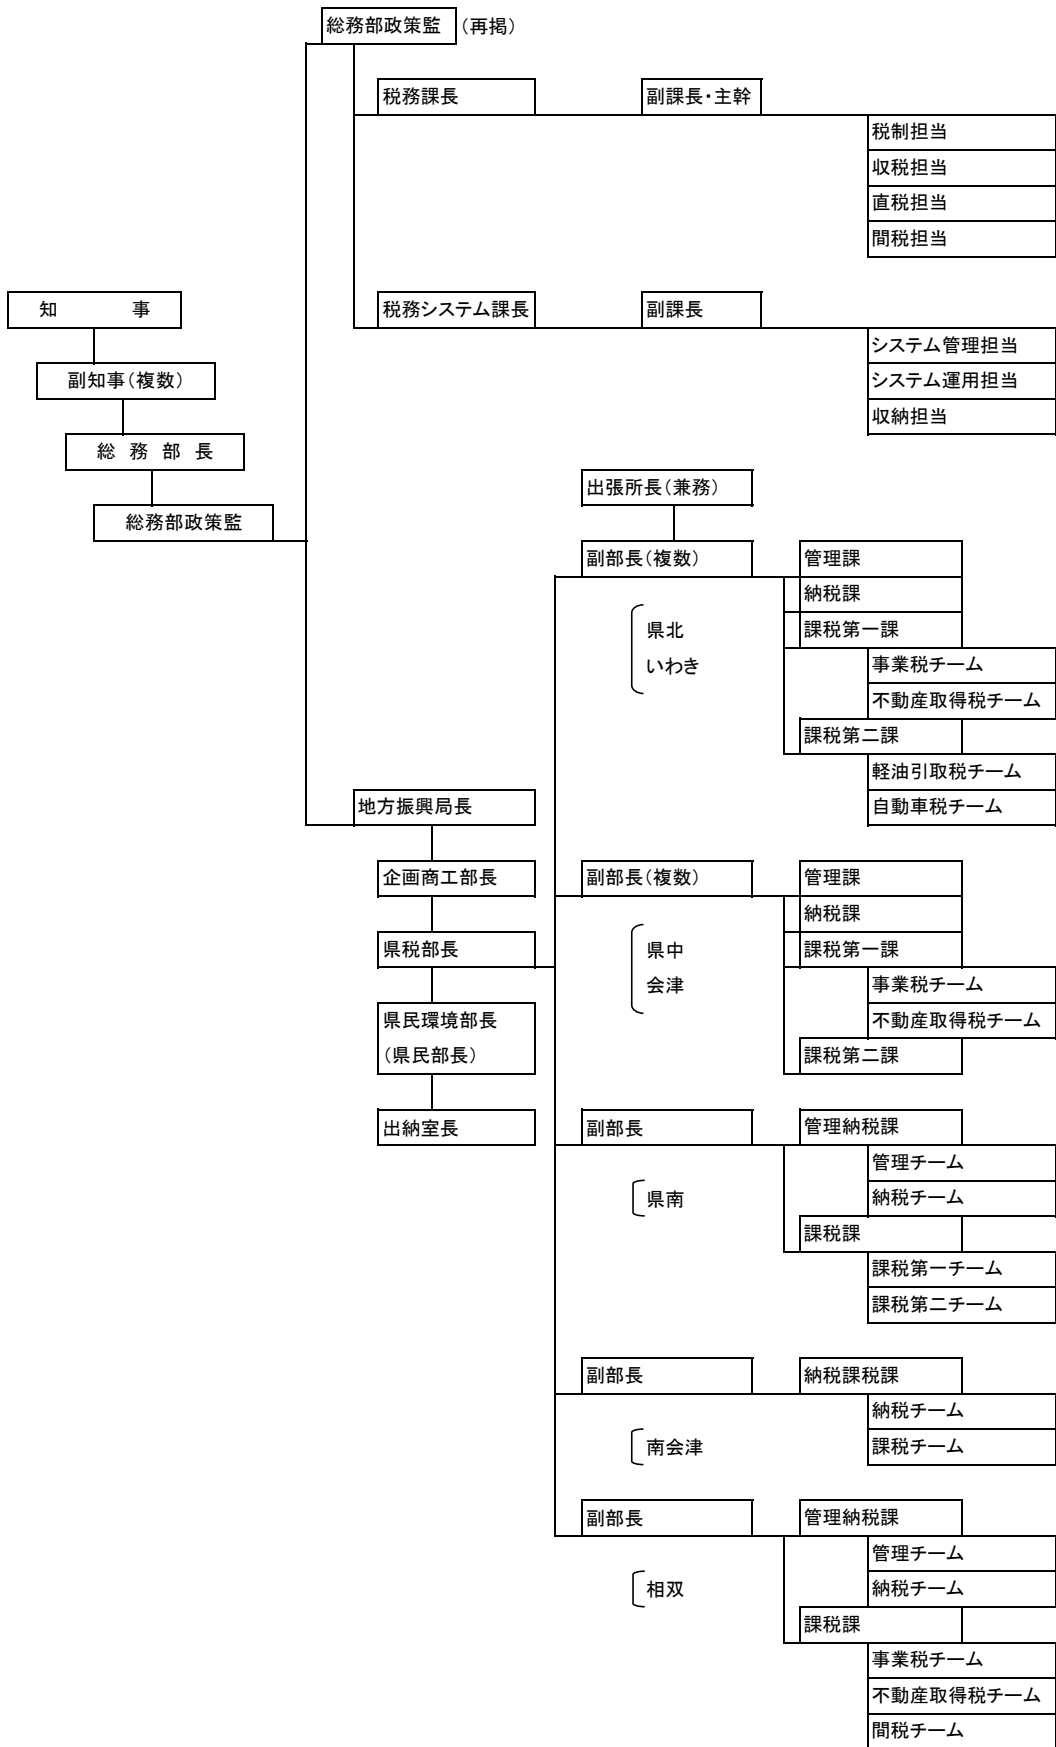 総務部政策監 (再掲)
税務課長 副課長・主幹
税制担当
収税担当
直税担当
間税担当
知　　　　事 税務システム課長 副課長
システム管理担当
副知事(複数) システム運用担当
収納担当
総　務　部　長
出張所長(兼務)
総務部政策監
副部長(複数) 管理課
納税課
県北 課税第一課
いわき 事業税チーム
不動産取得税チーム
課税第二課
軽油引取税チーム
地方振興局長 自動車税チーム
企画商工部長 副部長(複数) 管理課
納税課
県税部長 県中 課税第一課
会津 事業税チーム
県民環境部長 不動産取得税チーム
(県民部長) 課税第二課
出納室長 副部長 管理納税課
管理チーム
県南 納税チーム
課税課
課税第一チーム
課税第二チーム
副部長 納税課税課
納税チーム
南会津 課税チーム
副部長 管理納税課
管理チーム
相双 納税チーム
課税課
事業税チーム
不動産取得税チーム
間税チーム